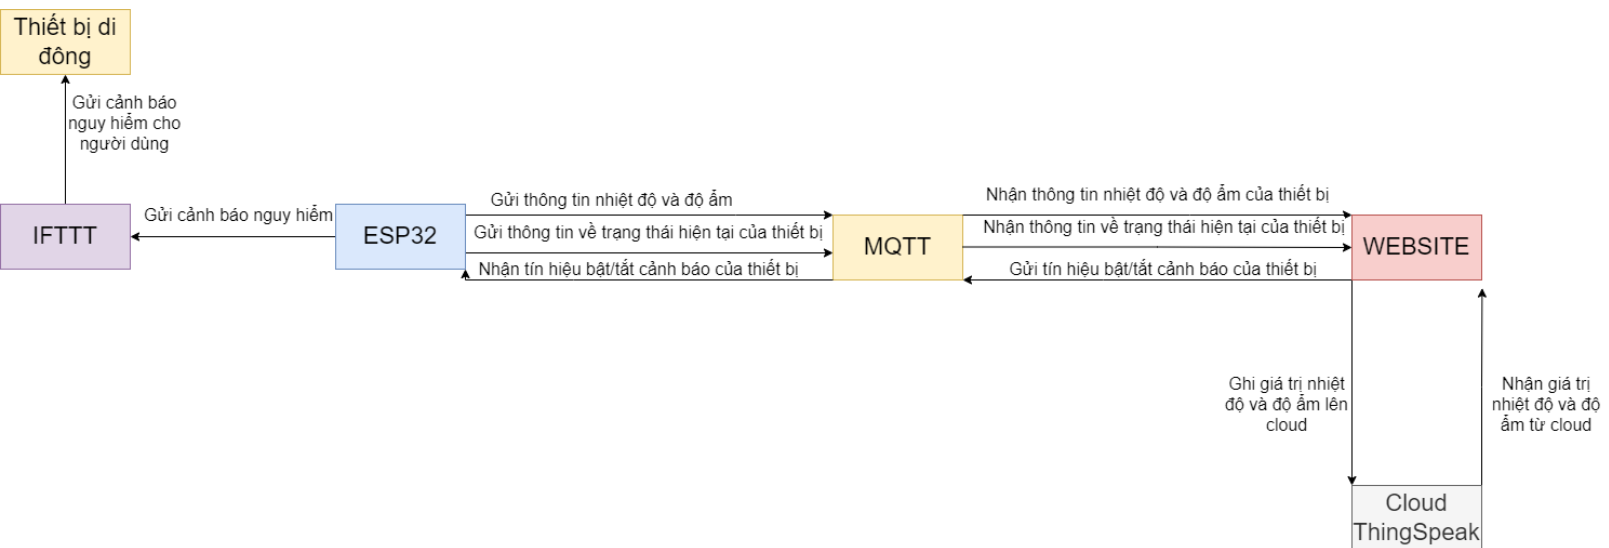 Thiết bị di
đông
Gửi cảnh báo
nguy hiểm cho
người dùng
IFTTT
Gửi cảnh báo nguy hiểm
ESP32
Gửi thông tin nhiệt độ và độ ẩm
Gửi thông tin về trạng thái hiện tại của thiết bị
Nhận tín hiệu bật/tắt cảnh báo của thiết bị
MQTT
Nhận thông tin nhiệt độ và độ ẩm của thiết bị
Nhận thông tin về trạng thái hiện tại của thiết bị
Gửi tín hiệu bật/tắt cảnh báo của thiết bị
WEBSITE
Ghi giá trị nhiệt
độ và độ ẩm lên
cloud
Nhận giá trị
nhiệt độ và độ
ẩm từ cloud
Cloud
ThingSpeak